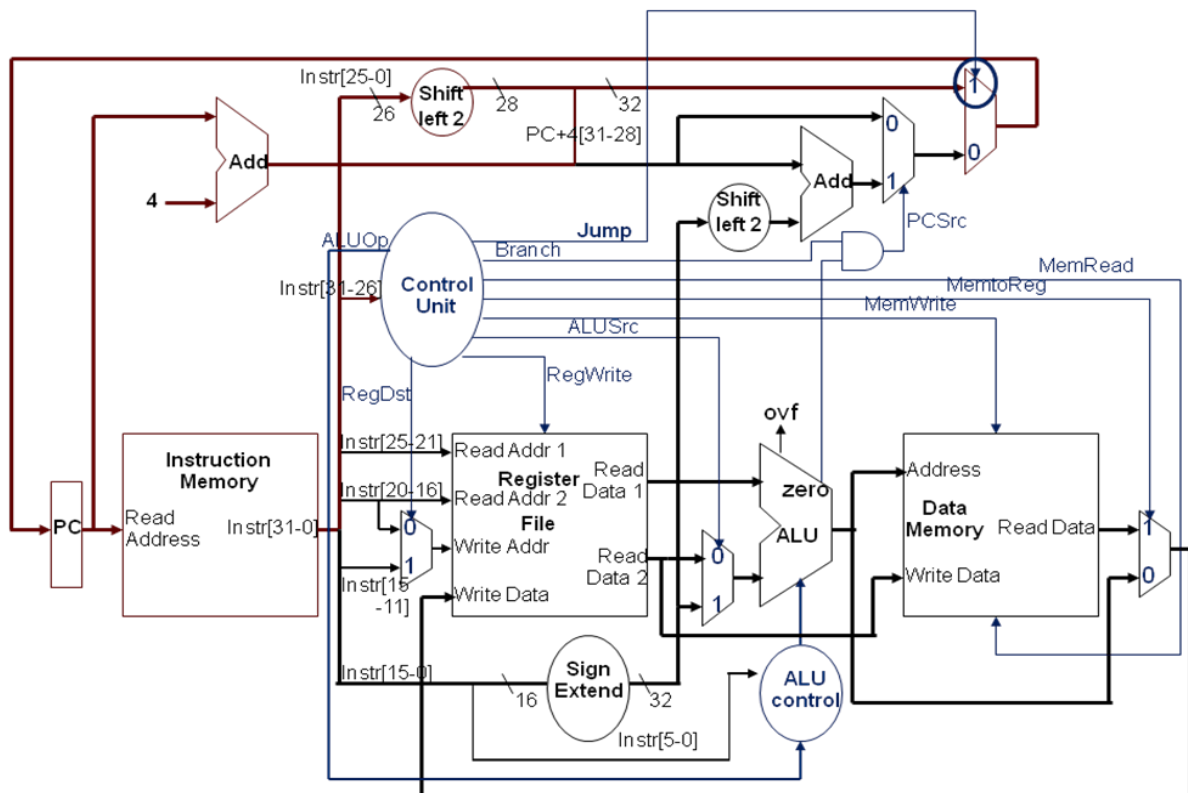 Instr[25-0]
Shift
left 2
26
28
32
1
PC+4[31-28]
0
Add
0
4
1
Add
Shift
left 2
PCSrc
ALUOp
Jump
Branch
MemRead
Instr[31-26]
Control
Unit
MemtoReg
MemWrite
ALUSrc
RegDst
RegWrite
ovf
Instruction
Memory
Instr[25-21]
Read Addr 1
Register
Read
Data 1
Address
zero
Instr[20-16]
Read Addr 2
File
Data
Memory
PC
Read
Address
Instr[31-0]
0
Write Addr
1
Read
Data 2
0
ALU
Read Data
1
Instr[15
-11]
Write Data
1
Write Data
0
Instr[15-0]
Sign
Extend
16
32
ALU
control
Instr[5-0]